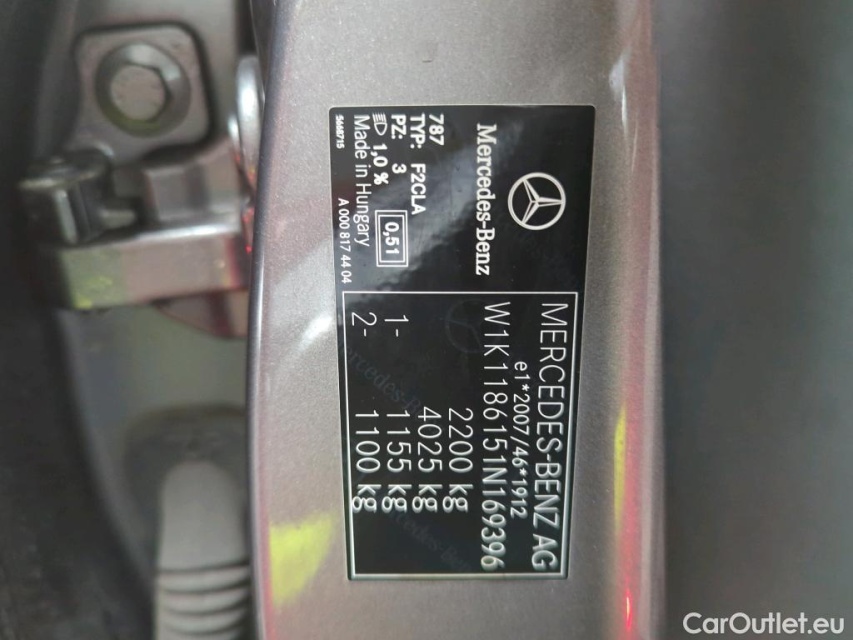 Mercedes-Benz
787
TYP: F2CLA
PZ: 3
1,0 % 0,51
Made in Hungary
5668715 A 000 817 44 04
MERCEDES-BENZ AG
e1*2007/46*1912
W1K1186151N169396
2200 kg
4025 kg
1- 1155 kg
2- 1100 kg
CarOutlet.eu